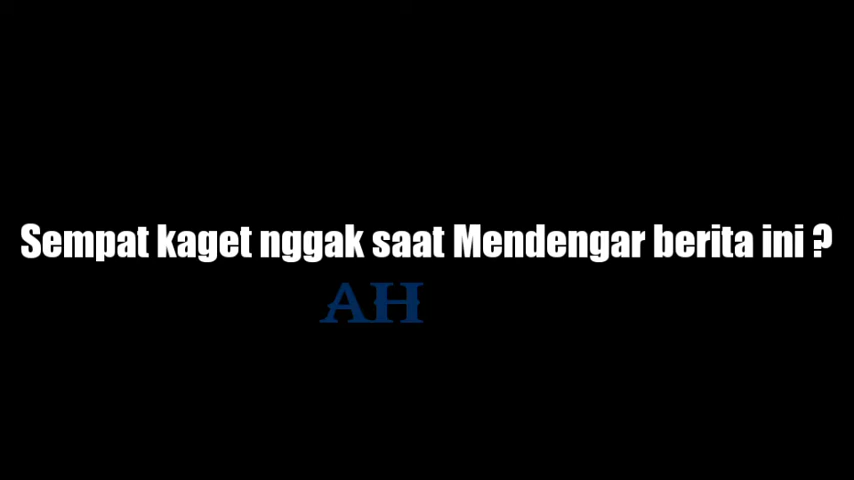 Sempat kaget nggak saat Mendengar berita ini ?
AH